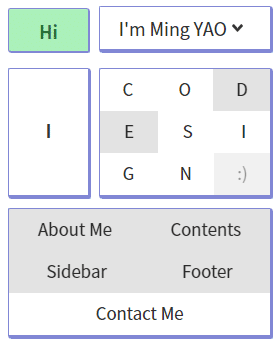 Hi I'm Ming YAO
I
C O D
E S I
G N :)
About Me Contents
Sidebar Footer
Contact Me